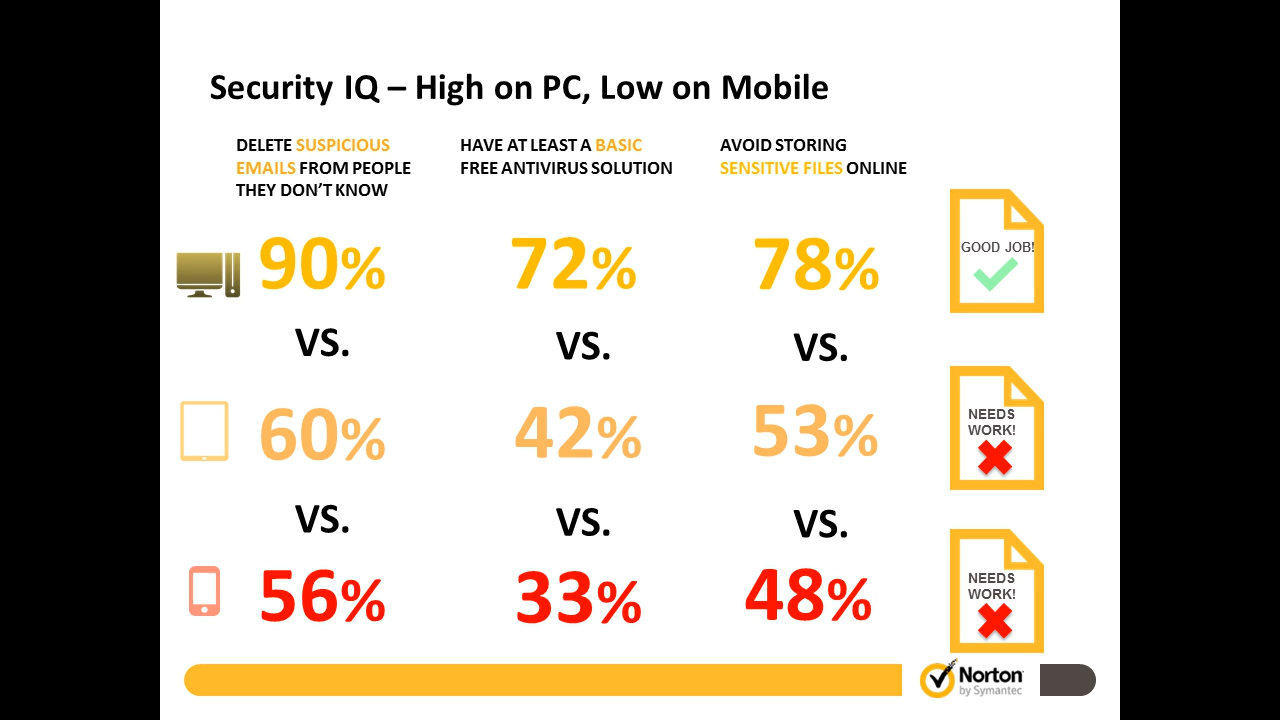 Security IQ – High on PC, Low on Mobile
DELETE SUSPICIOUS
EMAILS FROM PEOPLE
THEY DON'T KNOW
HAVE AT LEAST A BASIC
FREE ANTIVIRUS SOLUTION
AVOID STORING
SENSITIVE FILES ONLINE
90%
72%
78%
GOOD JOB!
VS.
VS.
VS.
60%
42%
53%
NEEDS
WORK!
VS.
VS.
VS.
56%
33%
48%
NEEDS
WORK!
Norton
by Symantec